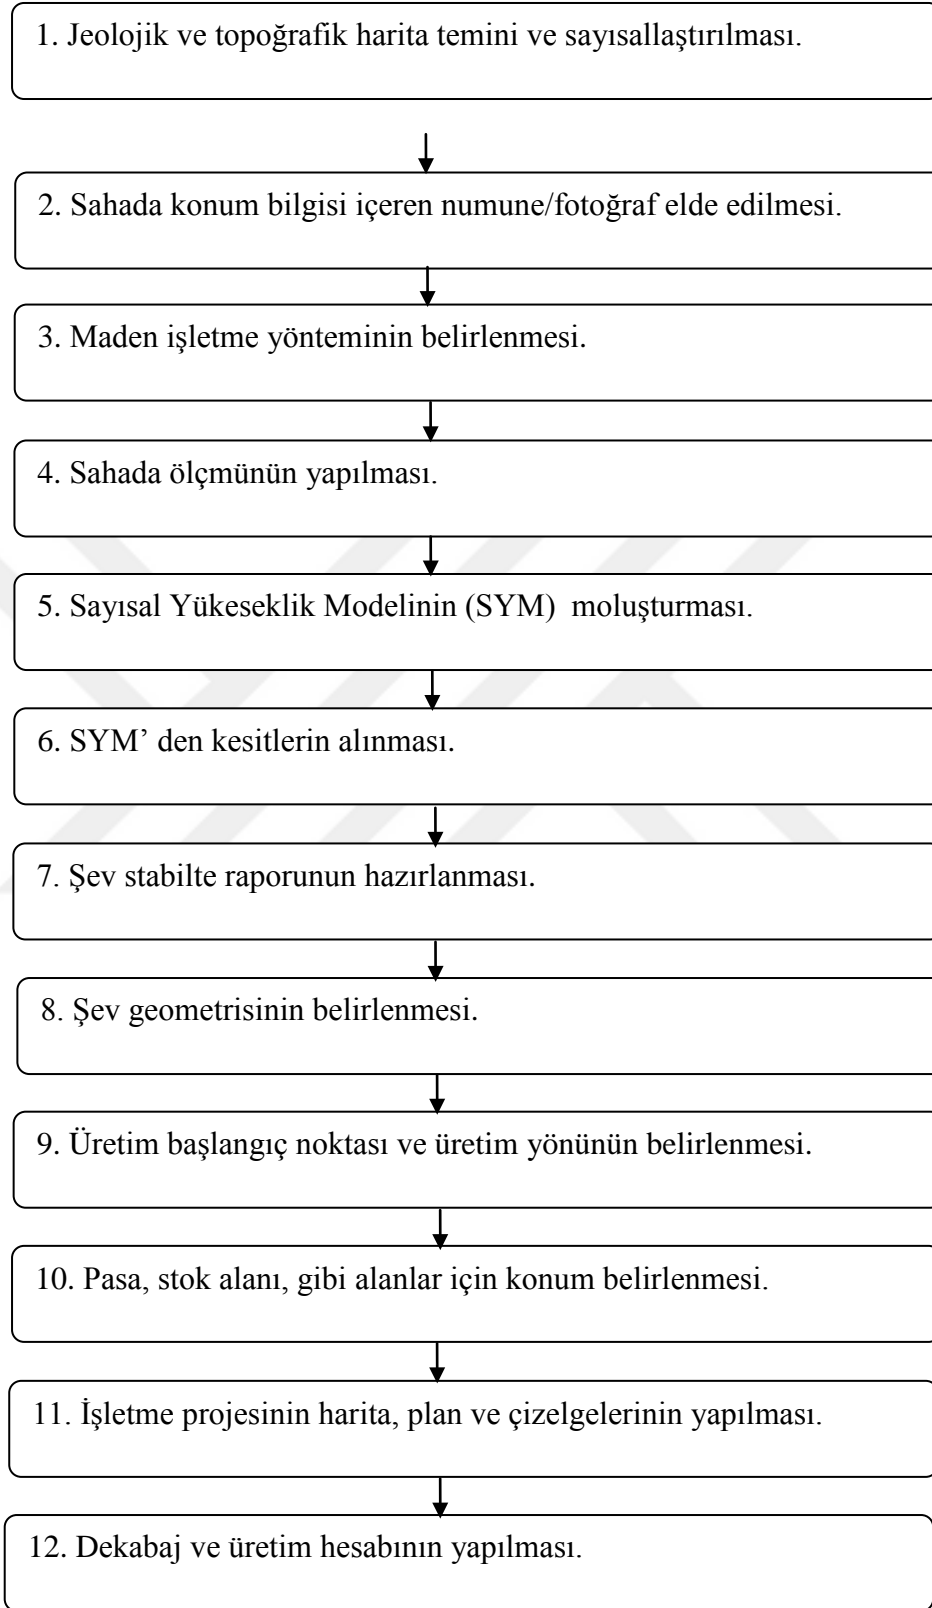 1. Jeolojik ve topoğrafik harita temini ve sayısallaştırılması.
2. Sahada konum bilgisi içeren numune/fotoğraf elde edilmesi.
3. Maden işletme yönteminin belirlenmesi.
4. Sahada ölçmünün yapılması.
5. Sayısal Yükeseklik Modelinin (SYM)  moluşturması.
6. SYM’ den kesitlerin alınması.
7. Şev stabilte raporunun hazırlanması.
8. Şev geometrisinin belirlenmesi.
9. Üretim başlangıç noktası ve üretim yönünün belirlenmesi.
10. Pasa, stok alanı, gibi alanlar için konum belirlenmesi.
11. İşletme projesinin harita, plan ve çizelgelerinin yapılması.
12. Dekabaj ve üretim hesabının yapılması.